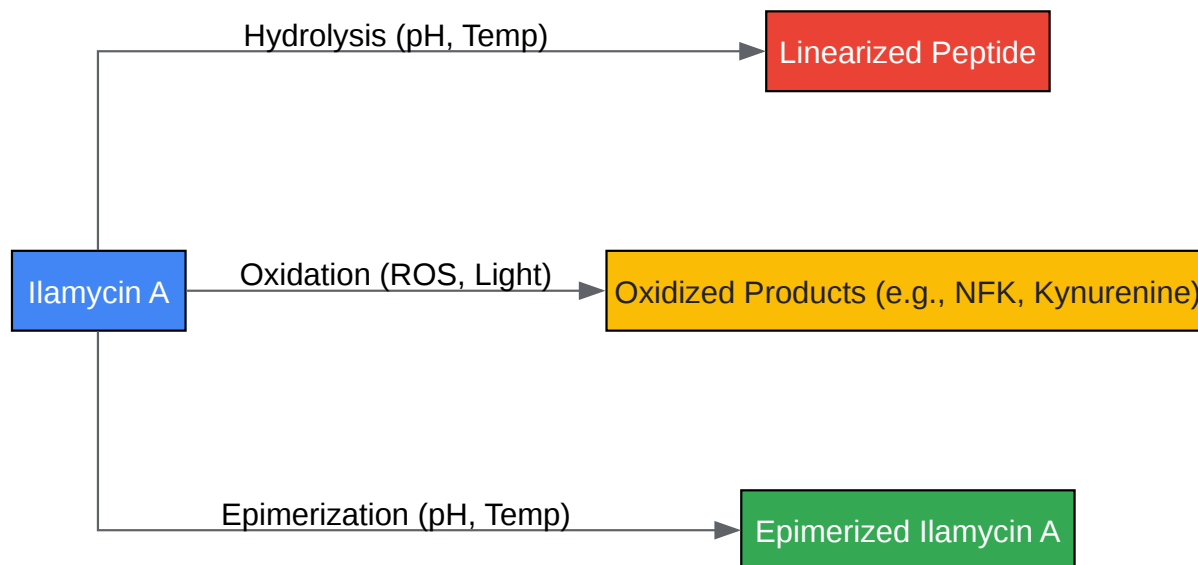 Hydrolysis (pH, Temp)
Linearized Peptide
Ilamycin A
Oxidation (ROS, Light)
Oxidized Products (e.g., NFK, Kynurenine)
Epimerization (pH, Temp)
Epimerized Ilamycin A